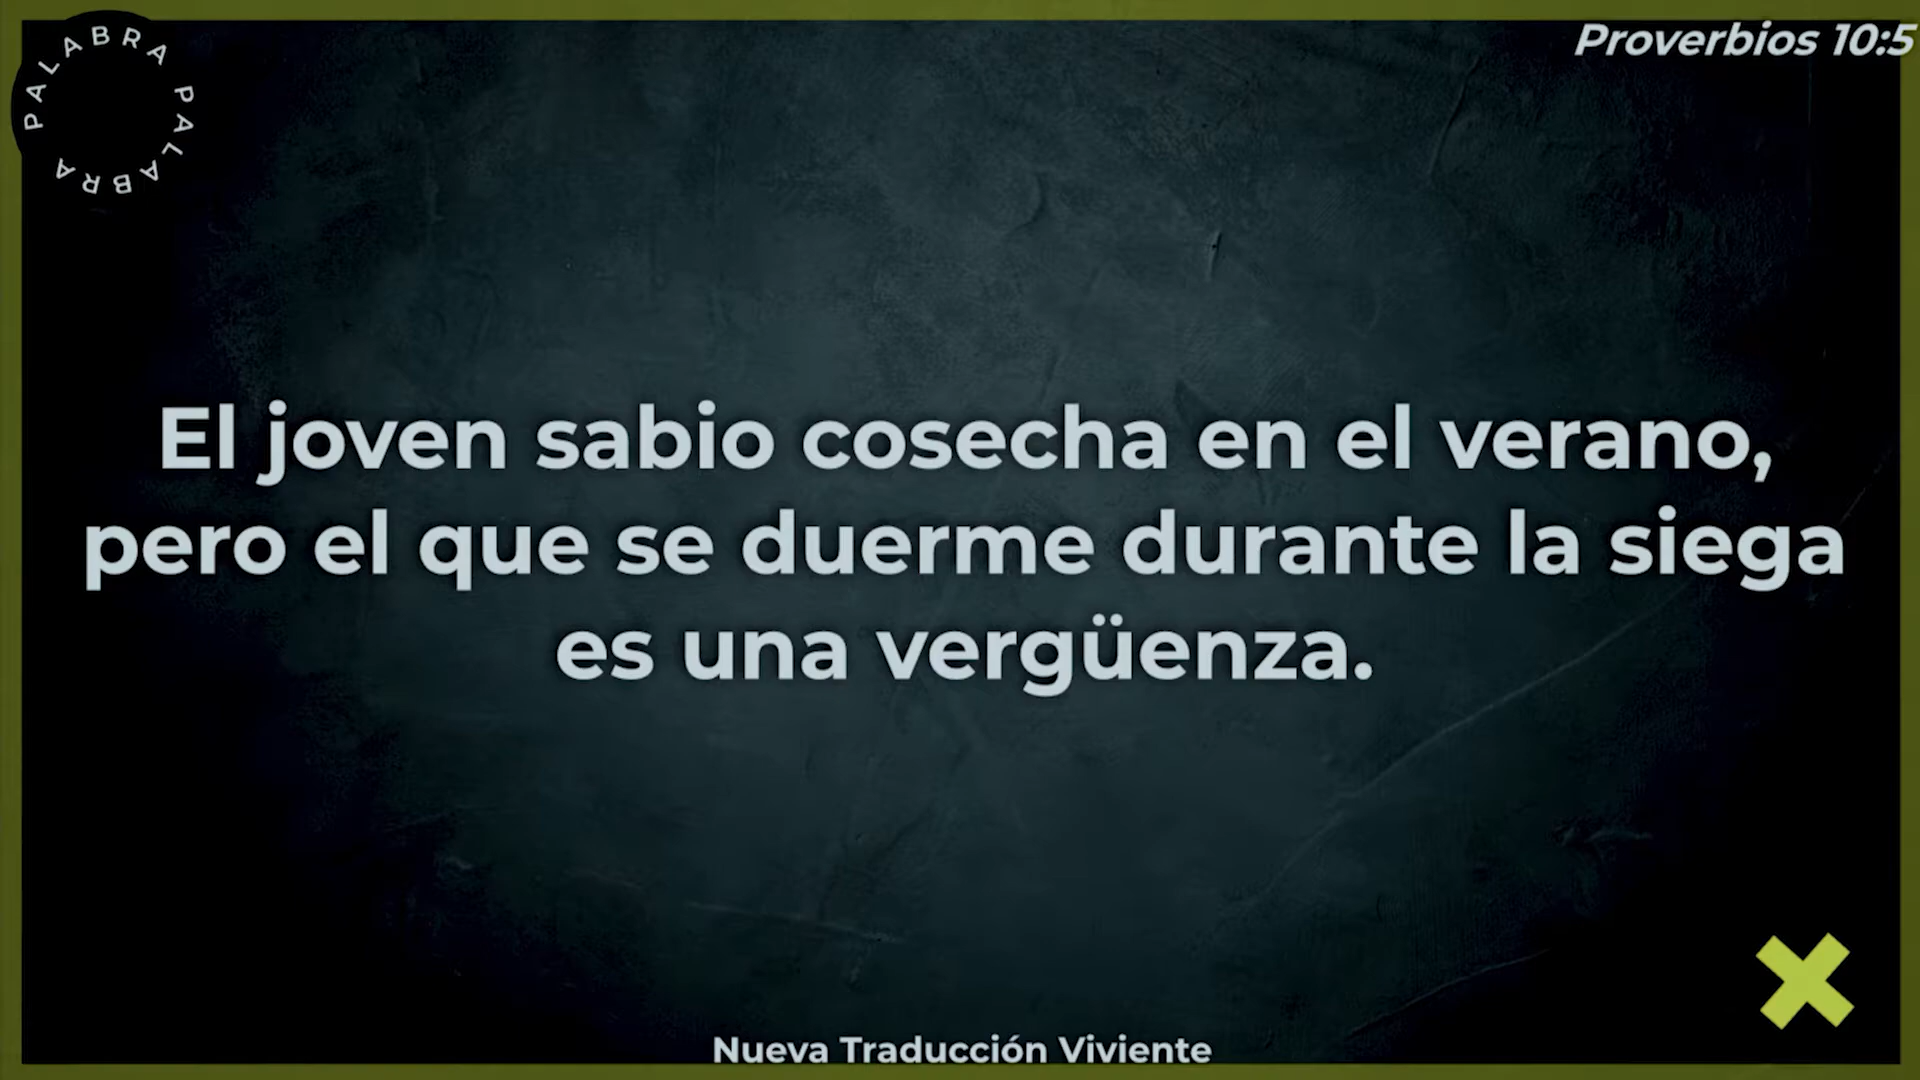 PALABRA PALABRA
Proverbios 10:5
El joven sabio cosecha en el verano,
pero el que se duerme durante la siega
es una vergüenza.
Nueva Traducción Viviente